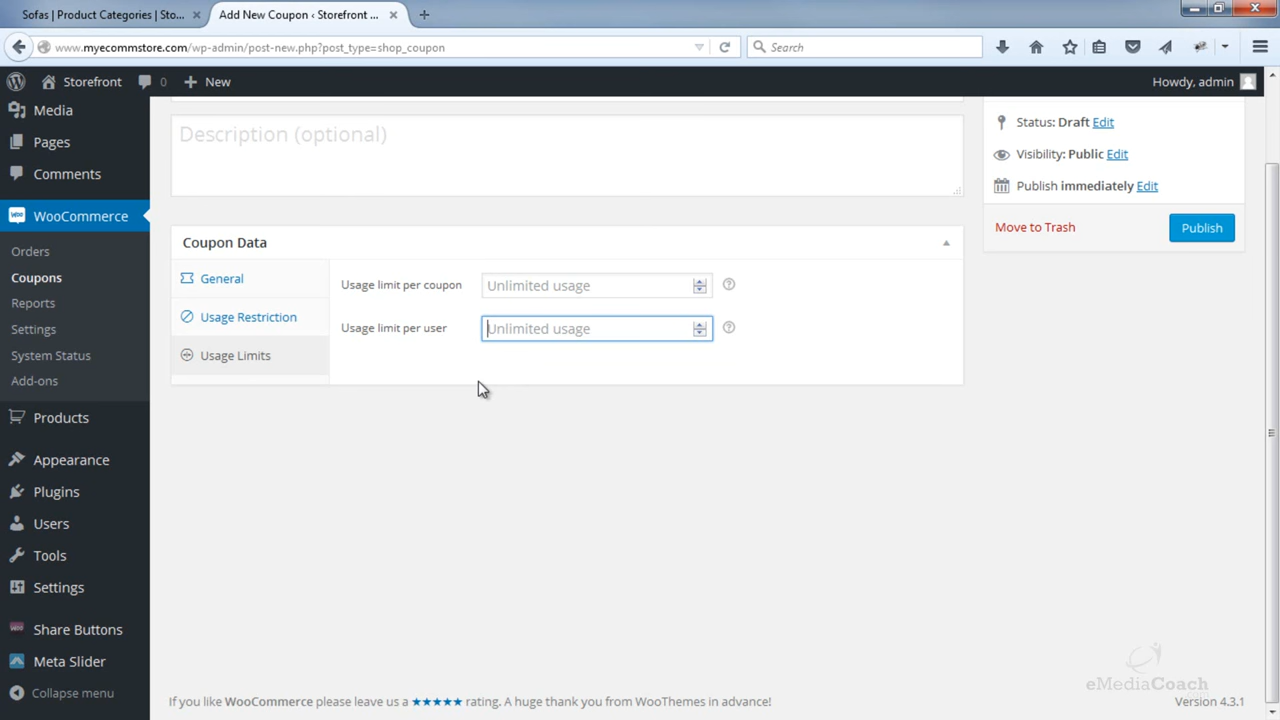 Sofas | Product Categories | Sto...
Add New Coupon ‹ Storefront ...
www.myecommstore.com/wp-admin/post-new.php?post_type=shop_coupon
Search
Storefront
0
New
Howdy, admin
Media
Pages
Comments
WooCommerce
Orders
Coupons
Reports
Settings
System Status
Add-ons
Products
Appearance
Plugins
Users
Tools
Settings
Share Buttons
Meta Slider
Collapse menu
Description (optional)
Coupon Data
General
Usage Restriction
Usage Limits
Usage limit per coupon
Unlimited usage
Usage limit per user
Unlimited usage
Status: Draft Edit
Visibility: Public Edit
Publish immediately Edit
Move to Trash
Publish
eMediaCoach
If you like WooCommerce please leave us a ★★★★★ rating. A huge thank you from WooThemes in advance!
Version 4.3.1